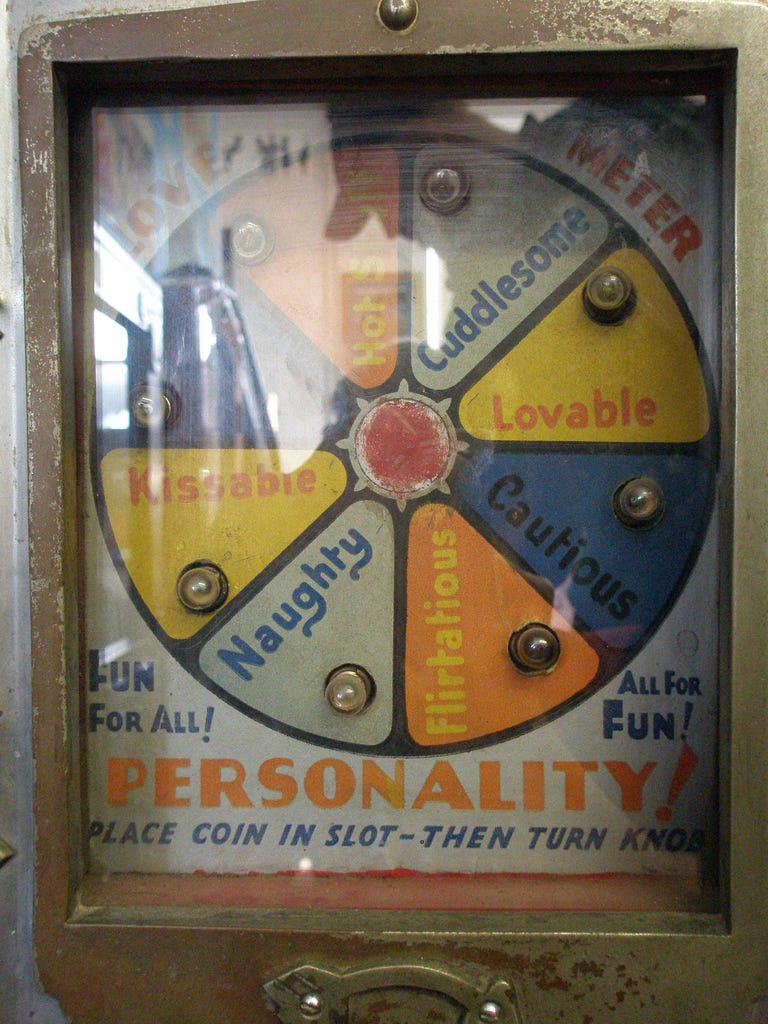 LOVE
METER
Hot S
Cuddlesome
Lovable
Cautious
Flirtatious
Naughty
Kissable
FUN
FOR ALL!
ALL FOR
FUN!
PERSONALITY!
PLACE COIN IN SLOT-THEN TURN KNOB